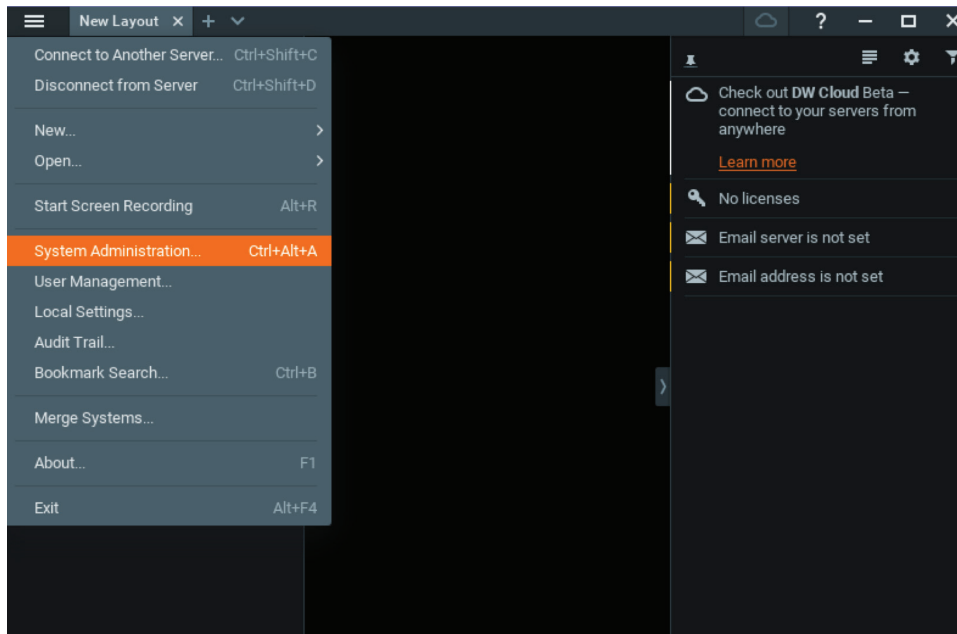 New Layout
Connect to Another Server... Ctrl+Shift+C
Disconnect from Server Ctrl+Shift+D
New...
Open...
Start Screen Recording Alt+R
System Administration... Ctrl+Alt+A
User Management...
Local Settings...
Audit Trail...
Bookmark Search... Ctrl+B
Merge Systems...
About... F1
Exit Alt+F4
Check out DW Cloud Beta —
connect to your servers from
anywhere
Learn more
No licenses
Email server is not set
Email address is not set